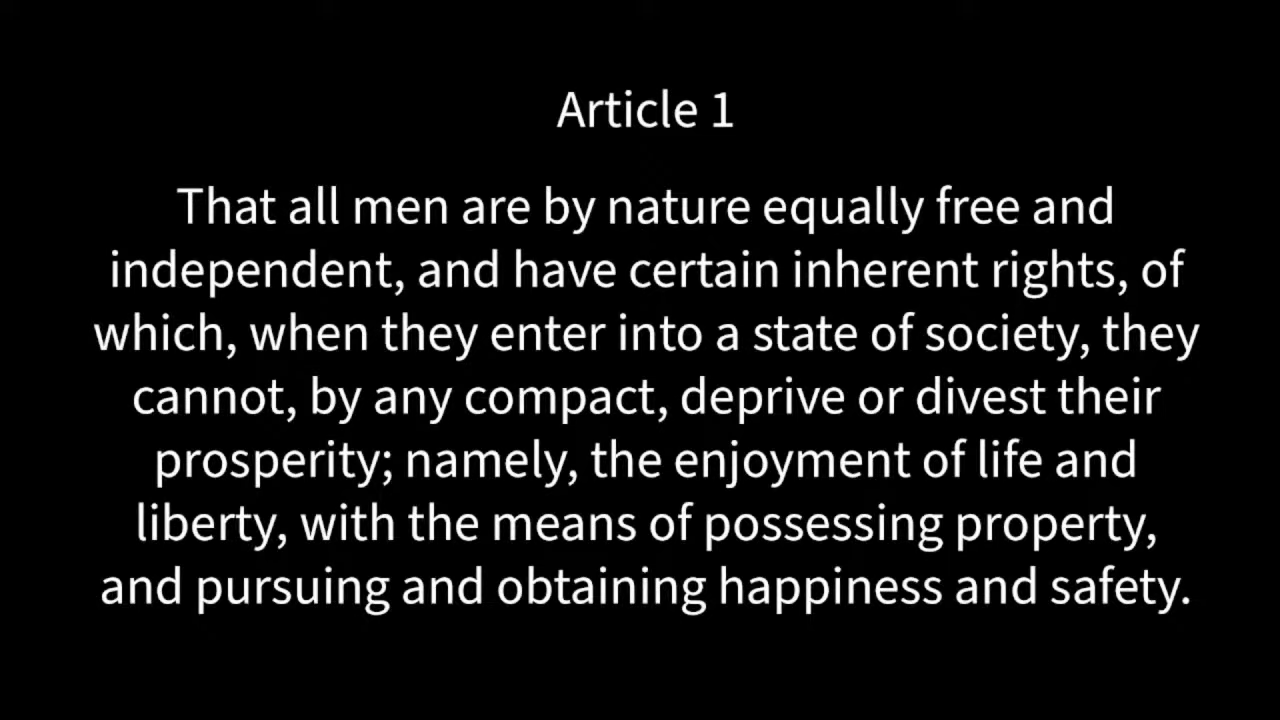 Article 1
That all men are by nature equally free and
independent, and have certain inherent rights, of
which, when they enter into a state of society, they
cannot, by any compact, deprive or divest their
prosperity; namely, the enjoyment of life and
liberty, with the means of possessing property,
and pursuing and obtaining happiness and safety.